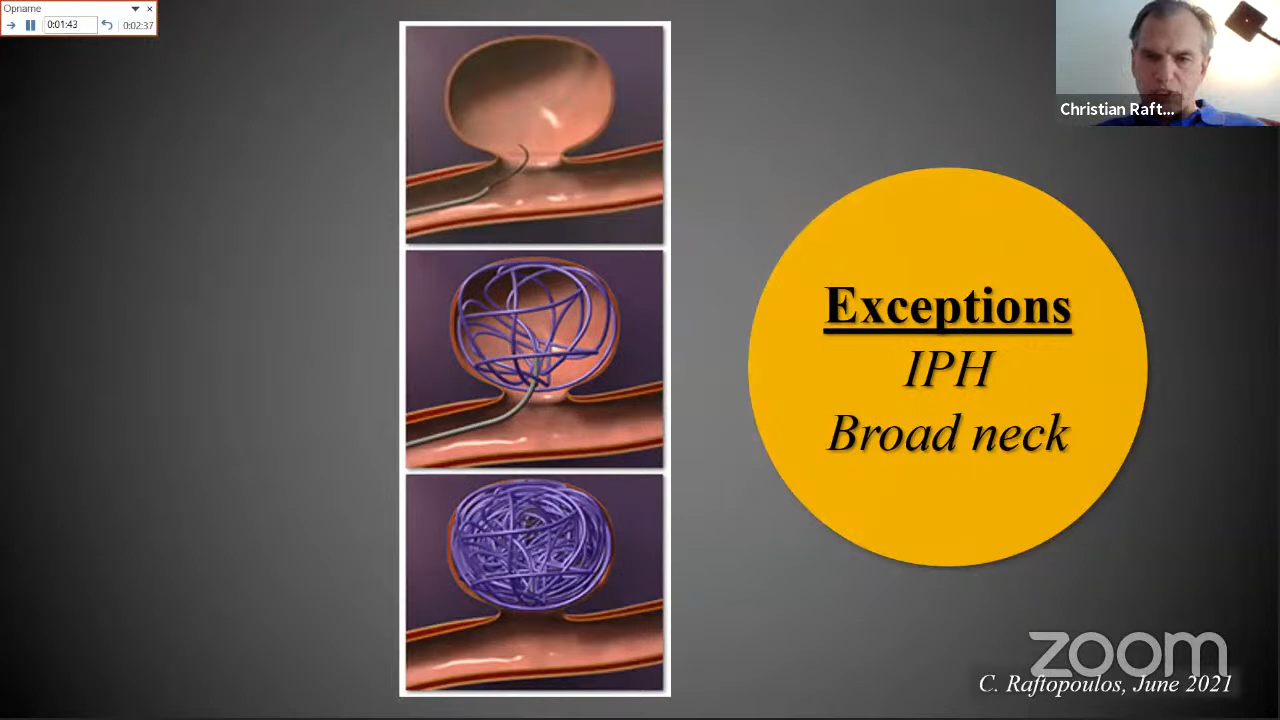 Opname
0:01:43
0:02:37
Christian Raft...
Exceptions
IPH
Broad neck
zoom
C. Raftopoulos, June 2021